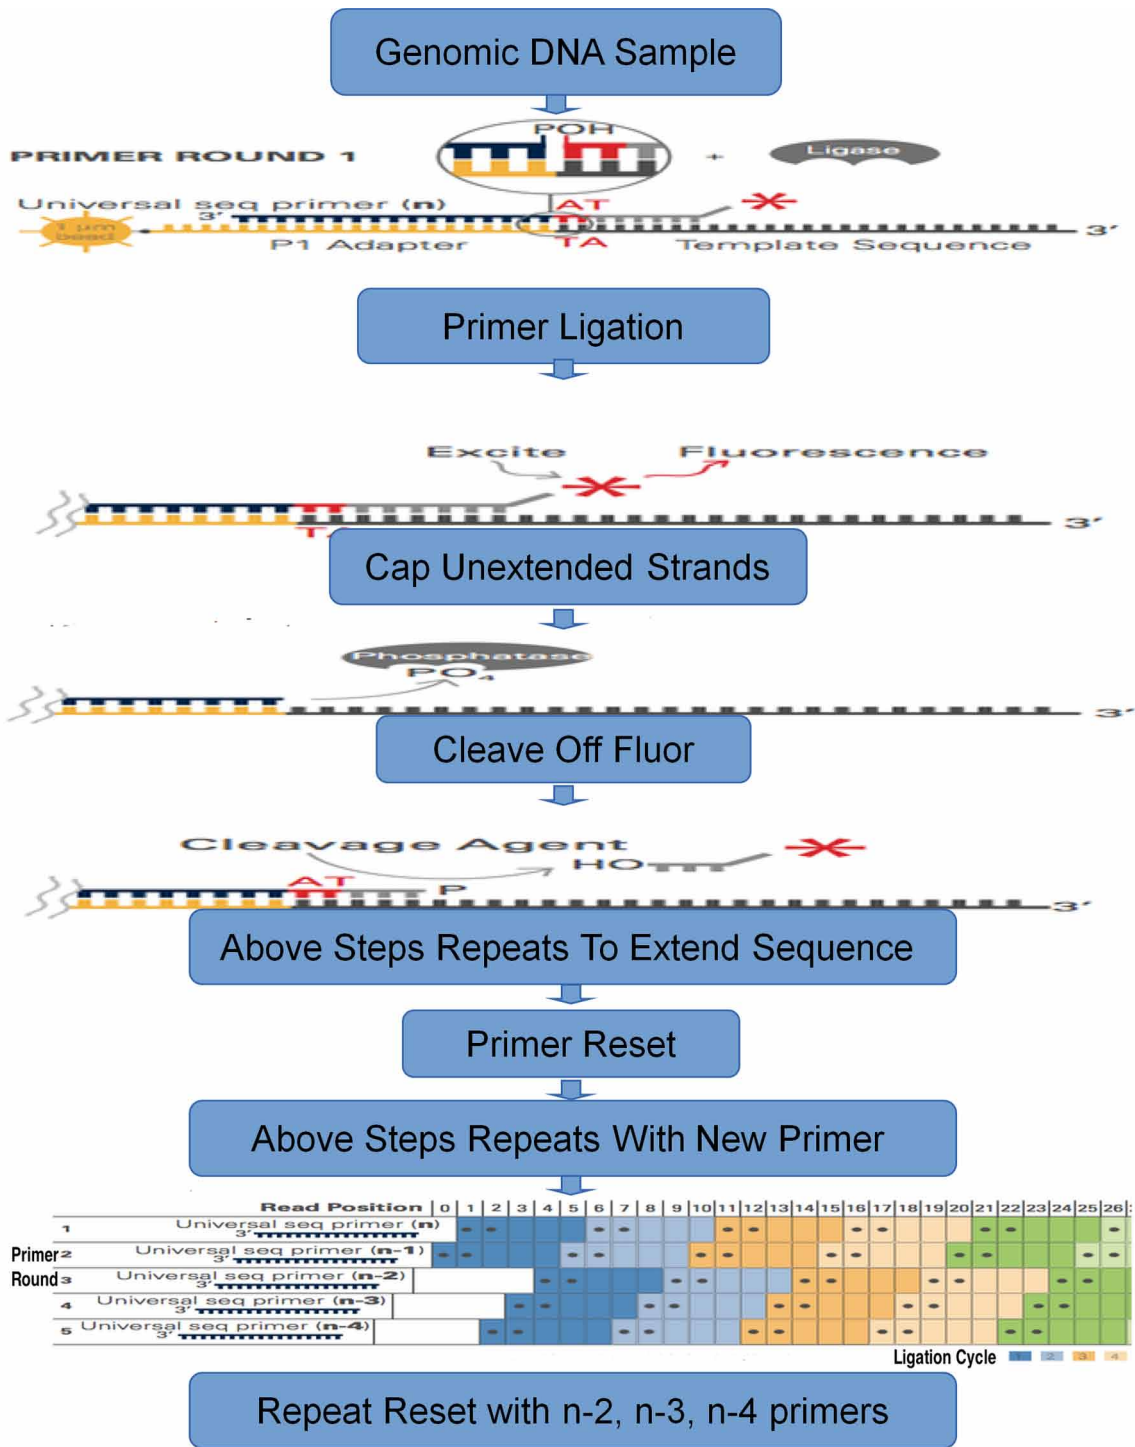 Genomic DNA Sample
POH
PRIMER ROUND 1
+
Ligase
Universal seq primer (n)
AT
3′
1 µm
bead
P1 Adapter
TA
Template Sequence
3′
Primer Ligation
Excite
Fluorescence
3′
Cap Unextended Strands
Phosphatase
PO4
3′
Cleave Off Fluor
Cleavage Agent
HO
AT
P
3′
Above Steps Repeats To Extend Sequence
Primer Reset
Above Steps Repeats With New Primer
Read Position 0 1 2 3 4 5 6 7 8 9 10 11 12 13 14 15 16 17 18 19 20 21 22 23 24 25 26
1 Universal seq primer (n)
3′
Primer 2 Universal seq primer (n-1)
3′
Round 3 Universal seq primer (n-2)
3′
4 Universal seq primer (n-3)
3′
5 Universal seq primer (n-4)
3′
Ligation Cycle 1 2 3 4
Repeat Reset with n-2, n-3, n-4 primers